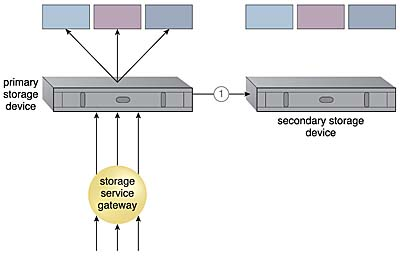 primary
storage
device
1
secondary storage
device
storage
service
gateway